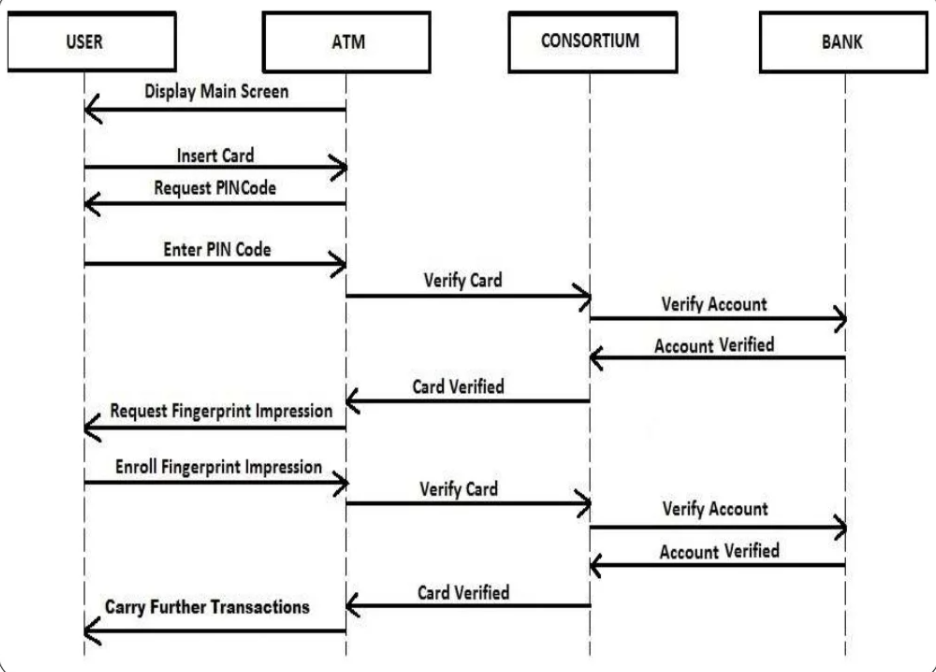 USER
ATM
CONSORTIUM
BANK
Display Main Screen
Insert Card
Request PINCode
Enter PIN Code
Verify Card
Verify Account
Account Verified
Card Verified
Request Fingerprint Impression
Enroll Fingerprint Impression
Verify Card
Verify Account
Account Verified
Card Verified
Carry Further Transactions